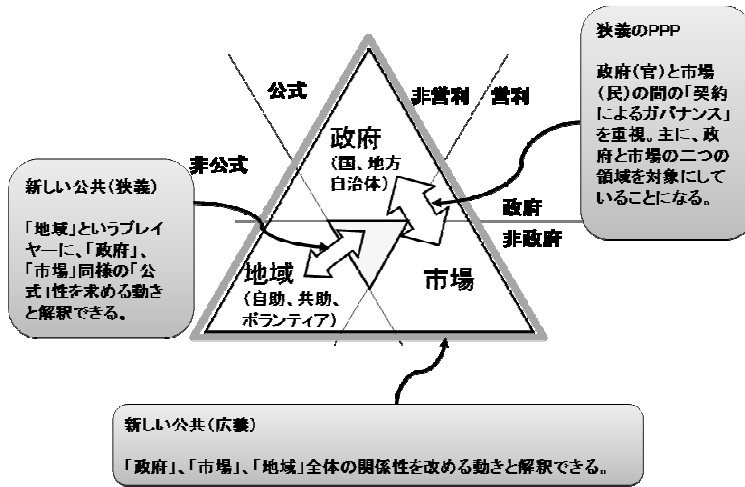 狭義のPPP
政府(官)と市場
(民)の間の「契約
によるガバナンス」
を重視。主に、政
府と市場の二つの
領域を対象にして
いることになる。
公式
非公式
非営利
営利
政府
(国、地方
自治体)
政府
非政府
新しい公共(狭義)
「地域」というプレイ
ヤーに、「政府」、
「市場」同様の「公
式」性を求める動き
と解釈できる。
地域
(自助、共助、
ボランティア)
市場
新しい公共(広義)
「政府」、「市場」、「地域」全体の関係性を改める動きと解釈できる。